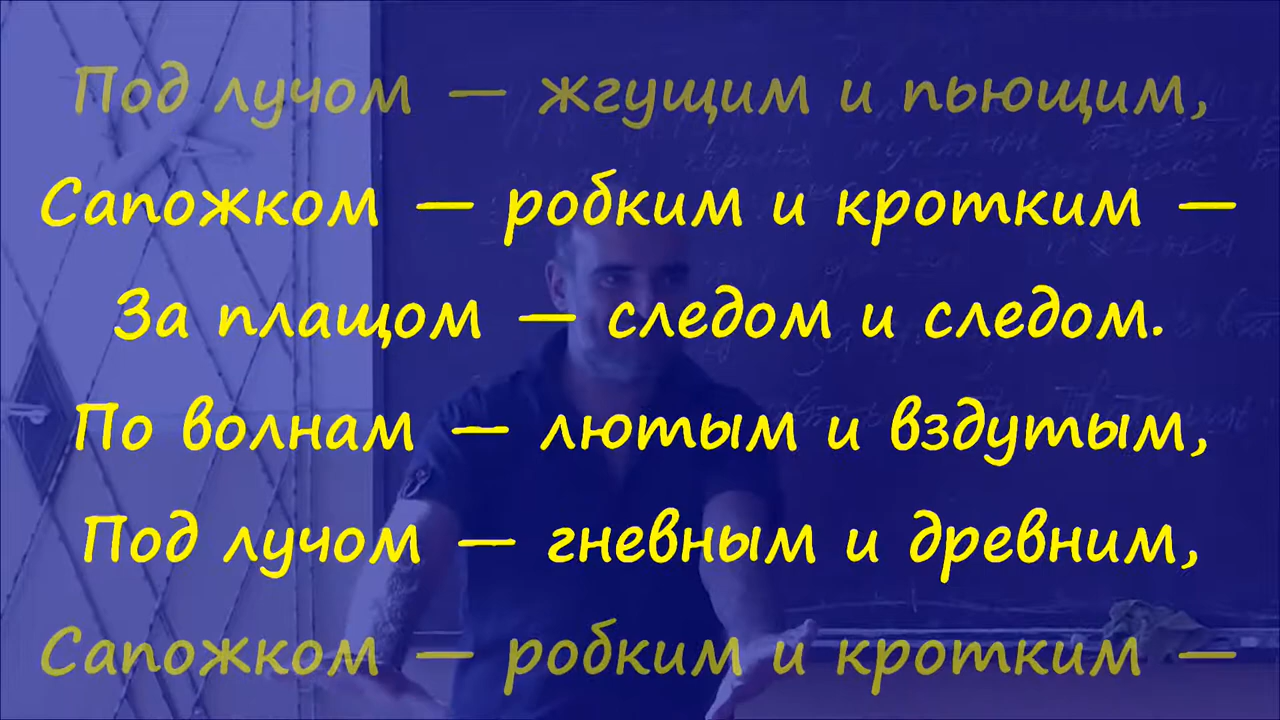 Под лучом — жгущим и пьющим,
Сапожком — робким и кротким —
За плащом — следом и следом.
По волнам — лютым и вздутым,
Под лучом — гневным и древним,
Сапожком — робким и кротким —